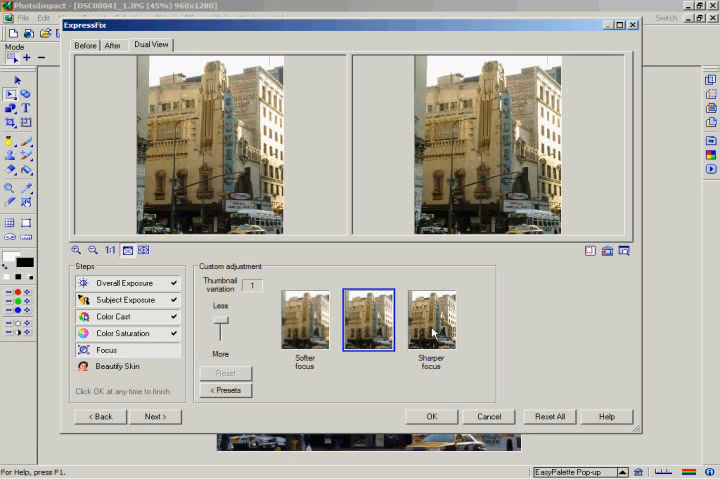 PhotoImpact - [DSC00041_1.JPG (45%) 960x1280]
File
Edit
Switch
ExpressFix
Mode
Before
After
Dual View
1:1
Steps
Overall Exposure
Subject Exposure
Color Cast
Color Saturation
Focus
Beautify Skin
Click OK at any time to finish.
Custom adjustment
Thumbnail
variation
1
Less
More
Reset
< Presets
Softer
focus
Sharper
focus
< Back
Next >
OK
Cancel
Reset All
Help
For Help, press F1.
EasyPalette Pop-up